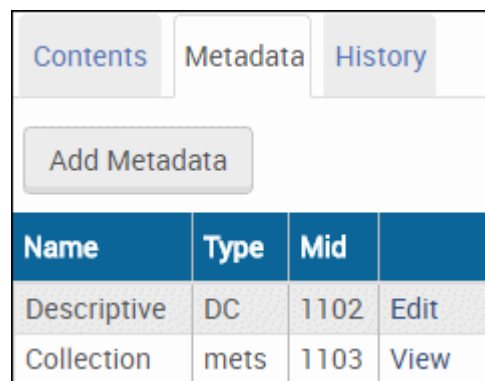 Contents Metadata History
Add Metadata
Name Type Mid
Descriptive DC 1102 Edit
Collection mets 1103 View